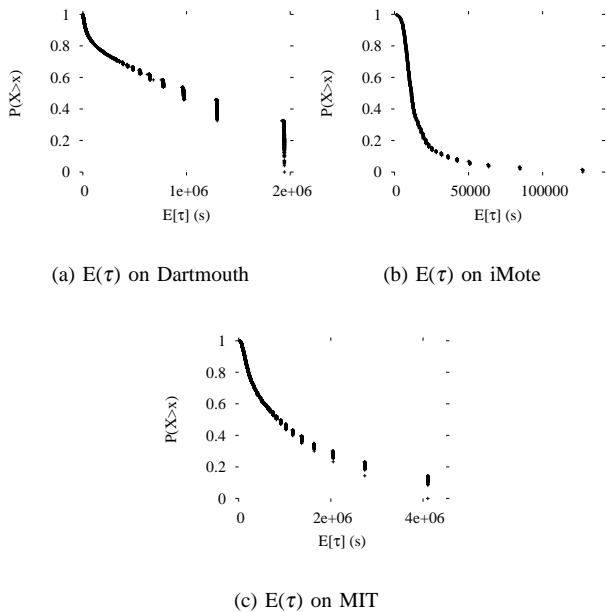 1
0.8
0.6
0.4
0.2
0
P(X>x)
0 1e+06 2e+06
E[τ] (s)
(a) E(τ) on Dartmouth
1
0.8
0.6
0.4
0.2
0
P(X>x)
0 50000 100000
E[τ] (s)
(b) E(τ) on iMote
1
0.8
0.6
0.4
0.2
0
P(X>x)
0 2e+06 4e+06
E[τ] (s)
(c) E(τ) on MIT